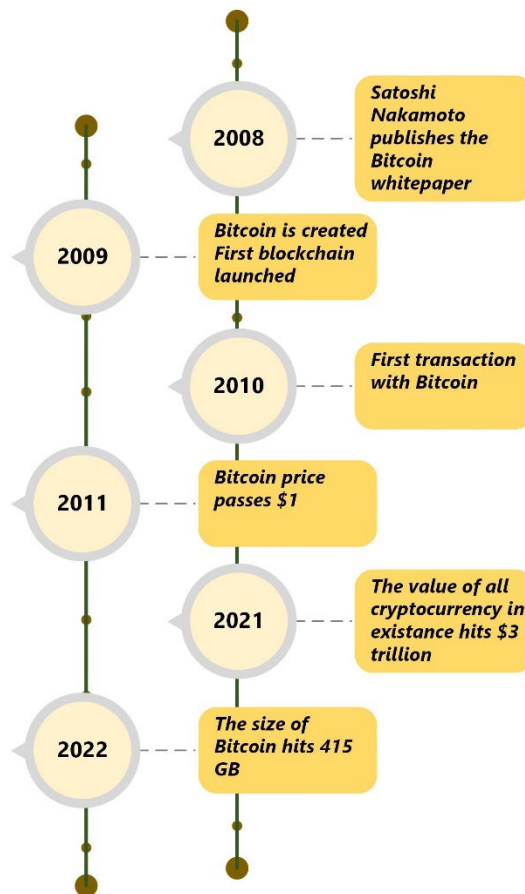 2008
Satoshi
Nakamoto
publishes the
Bitcoin
whitepaper
2009
Bitcoin is created
First blockchain
launched
2010
First transaction
with Bitcoin
2011
Bitcoin price
passes $1
2021
The value of all
cryptocurrency in
existance hits $3
trillion
2022
The size of
Bitcoin hits 415
GB